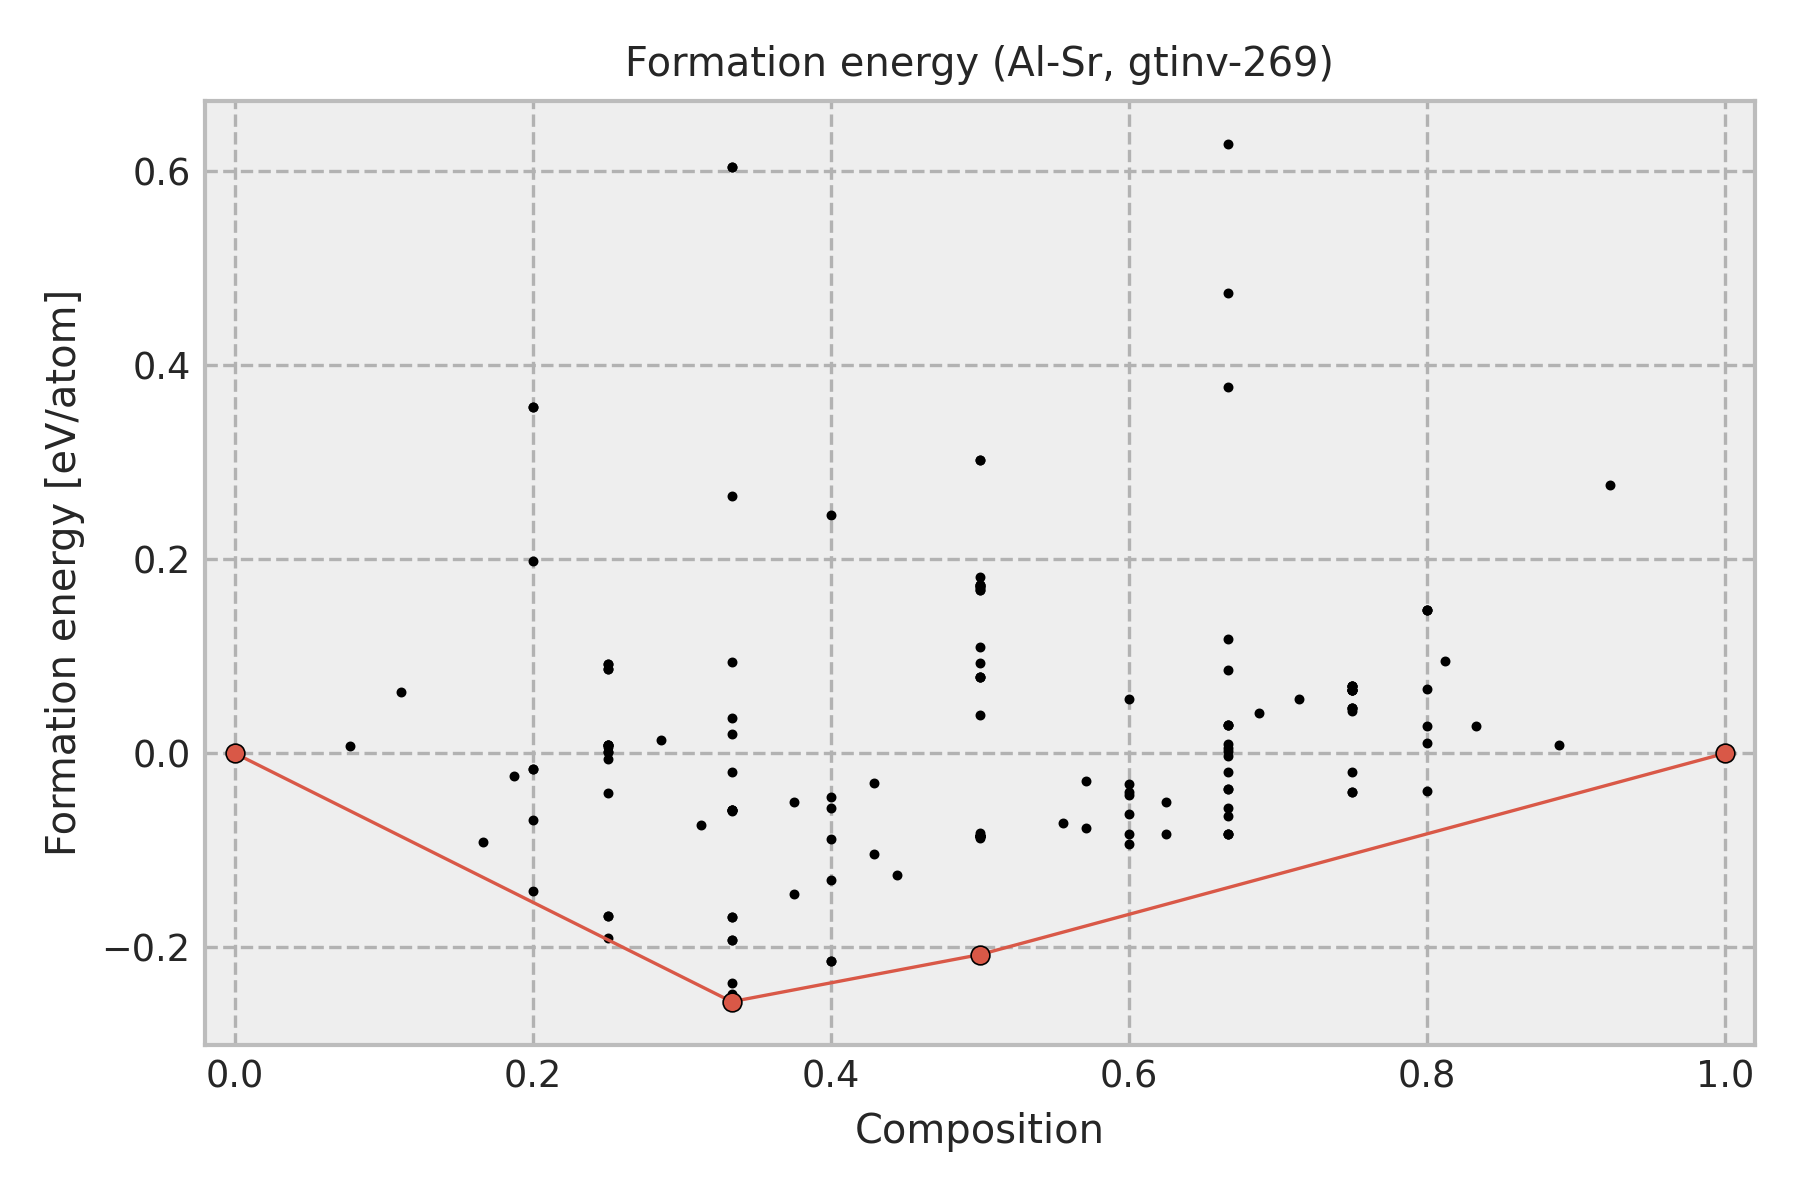 Formation energy (Al-Sr, gtinv-269)
Formation energy [eV/atom]
0.6
0.4
0.2
0.0
−0.2
0.0 0.2 0.4 0.6 0.8 1.0
Composition